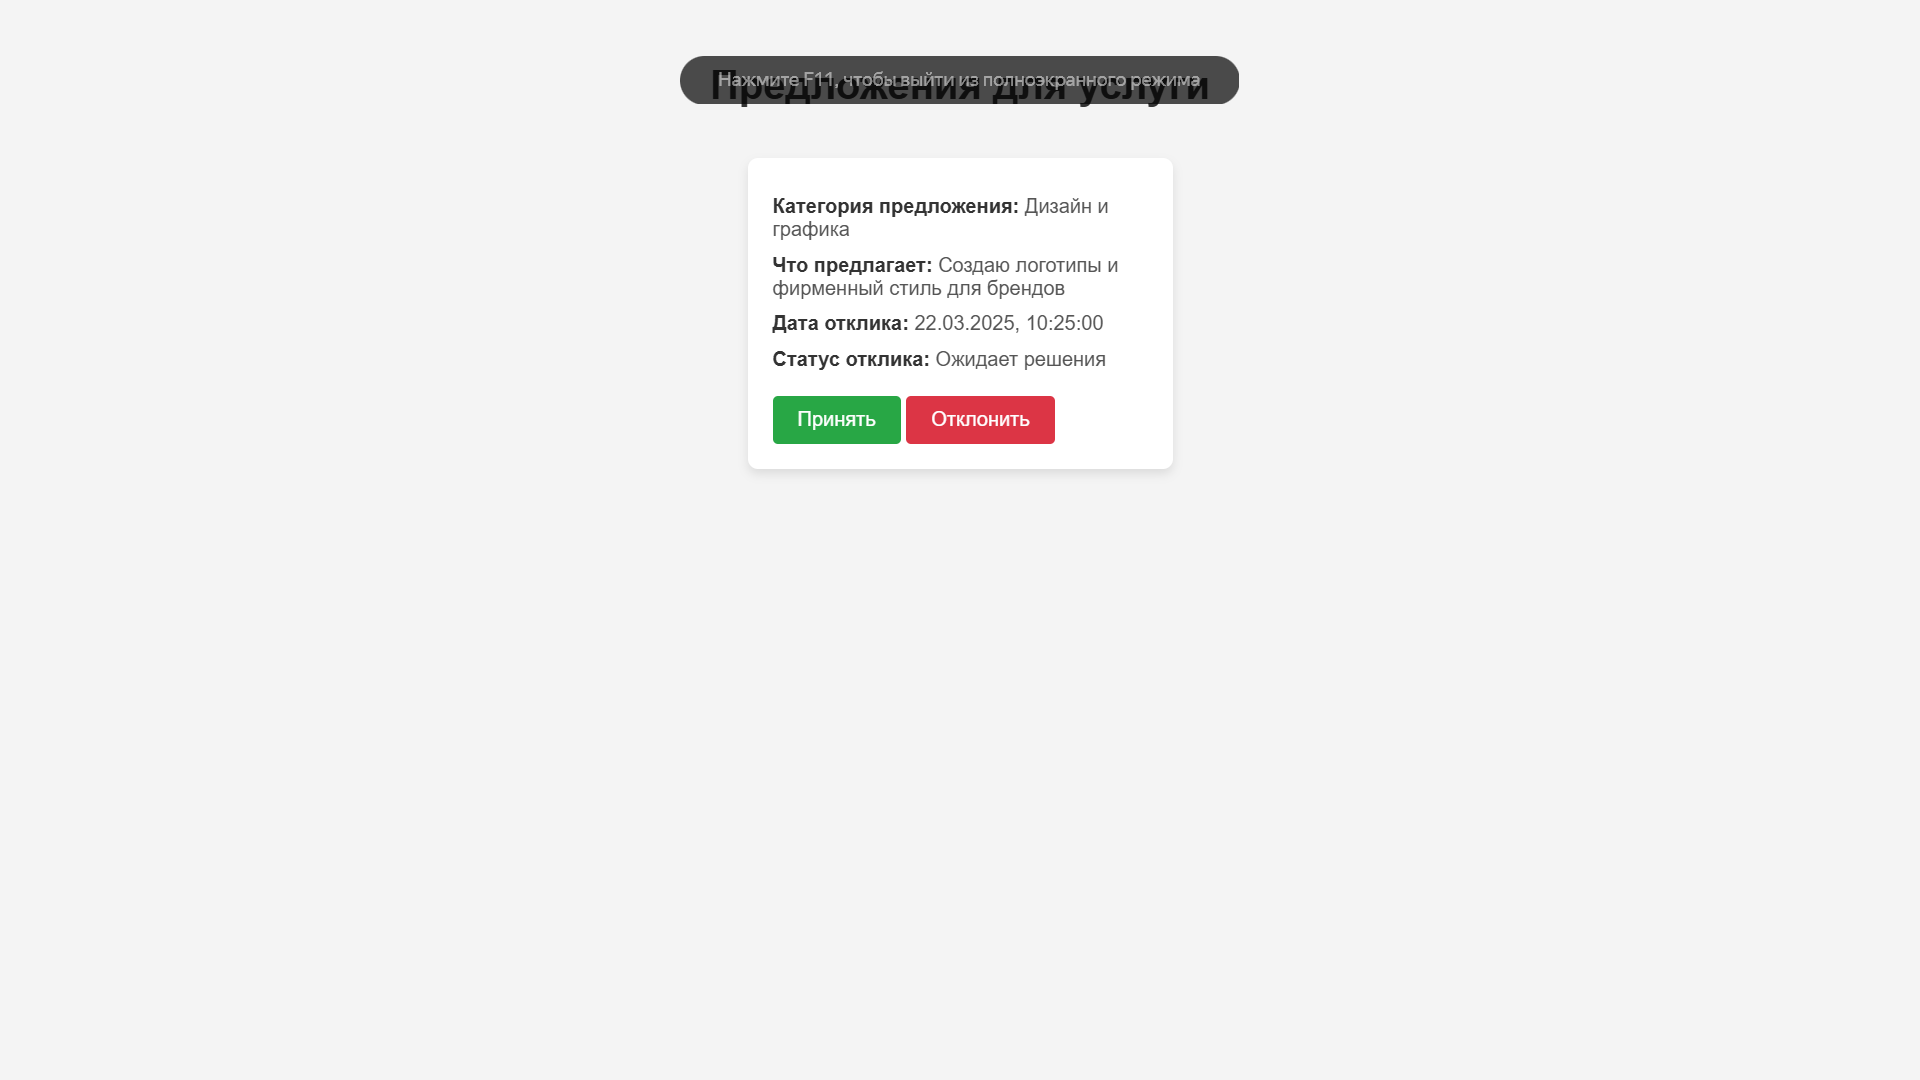 Нажмите F11, чтобы выйти из полноэкранного режима
Предложения для услуги
Категория предложения: Дизайн и
графика
Что предлагает: Создаю логотипы и
фирменный стиль для брендов
Дата отклика: 22.03.2025, 10:25:00
Статус отклика: Ожидает решения
Принять Отклонить